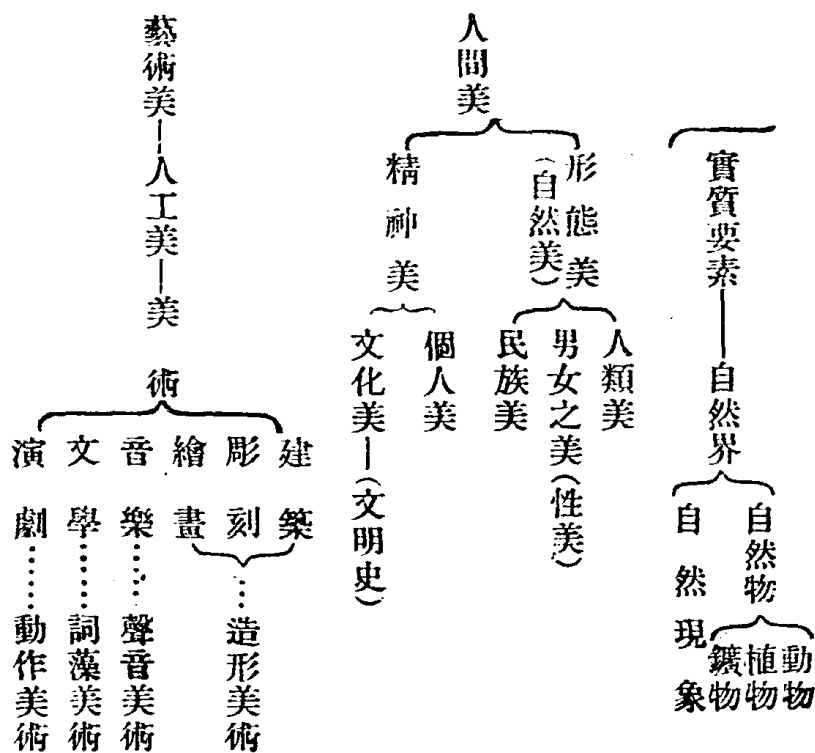 實質要素——自然界
自然物
動物
植物
鑛物
自然現象
人間美
形態美
(自然美)
人類美
男女之美(性美)
民族美
精神美
個人美
文化美—(文明史)
藝術美—人工美—美術
建築
彫刻
繪畫
…造形美術
音樂……聲音美術
文學……詞藻美術
演劇……動作美術